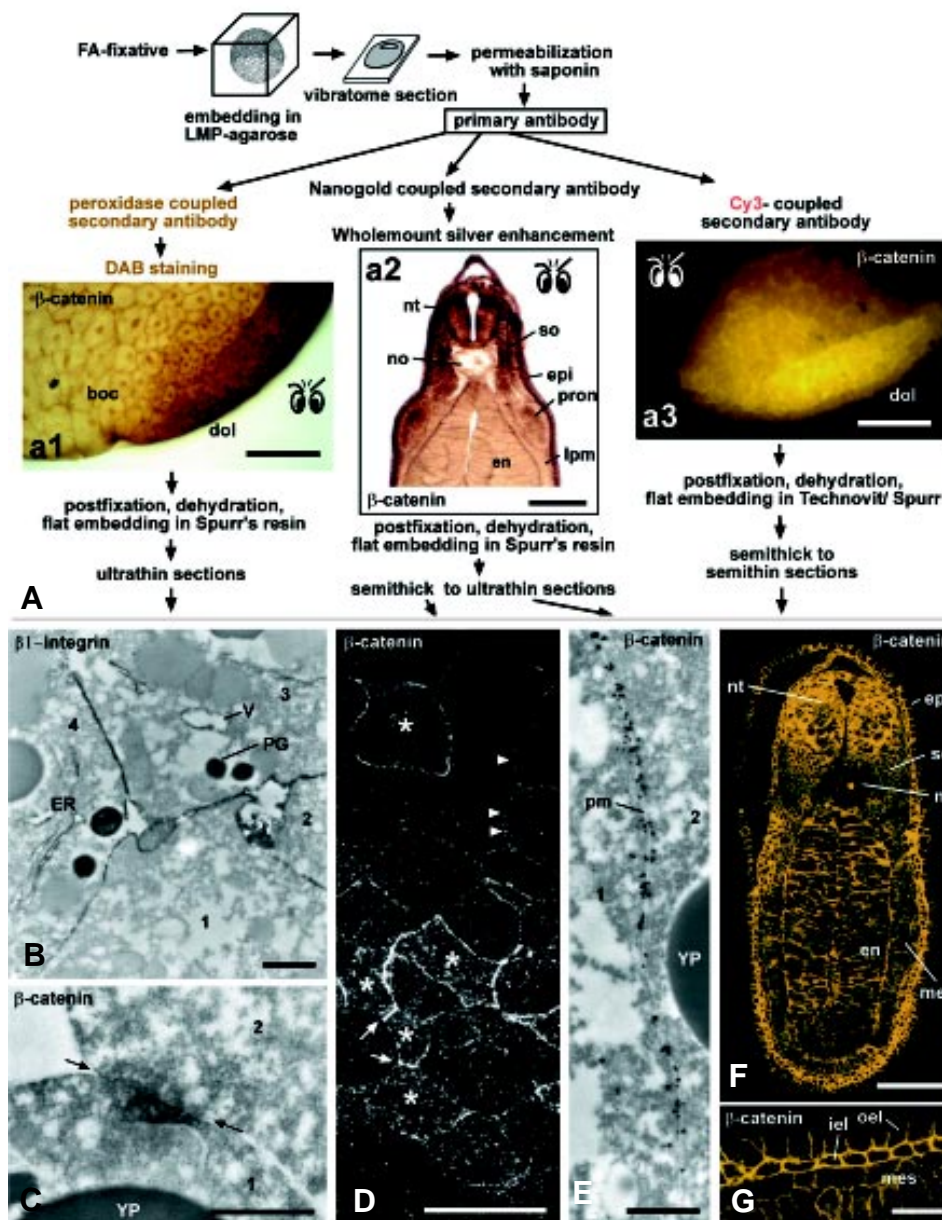 FA-fixative
embedding in
LMP-agarose
vibratome section
permeabilization
with saponin
primary antibody
peroxidase coupled
secondary antibody
DAB staining
Nanogold coupled secondary antibody
Wholemount silver enhancement
Cy3- coupled
secondary antibody
β-catenin
boc
dol
a1
a2
nt
no
so
epi
pron
lpm
en
β-catenin
β-catenin
dol
a3
postfixation, dehydration,
flat embedding in Spurr's resin
ultrathin sections
postfixation, dehydration,
flat embedding in Spurr's resin
semithick to ultrathin sections
postfixation, dehydration,
flat embedding in Technovit/ Spurr
semithick to
semithin sections
A
β1-Integrin
3
4
V
PG
ER
2
1
B
β-catenin
2
1
YP
C
β-catenin
*
*
*
*
*
D
β-catenin
pm
2
1
YP
E
β-catenin
nt
en
F
β-catenin
oel
iel
mes
G